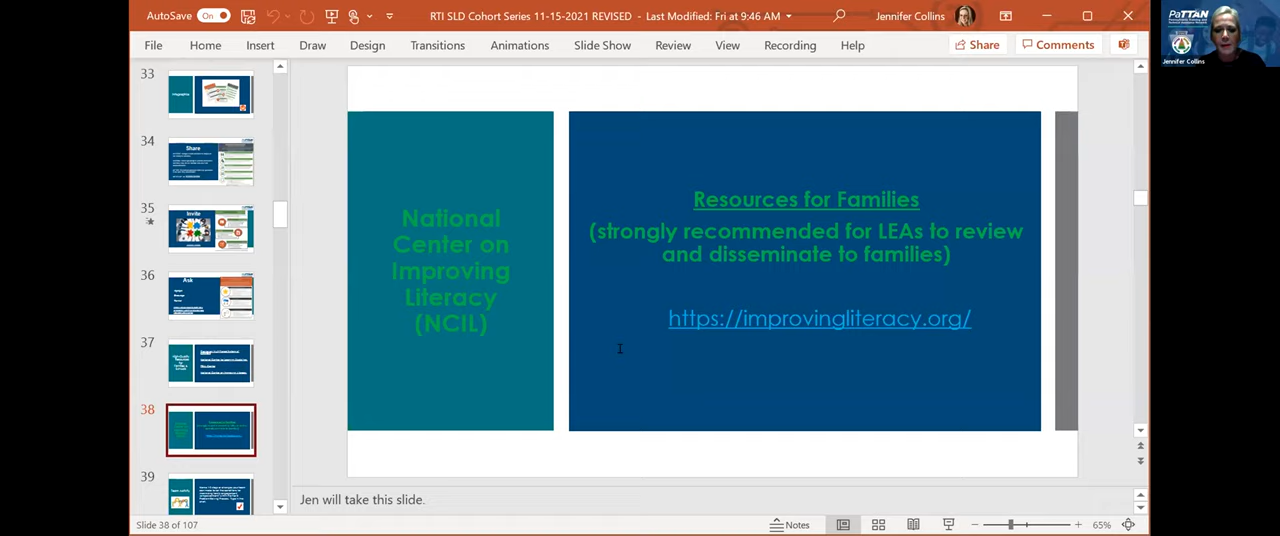 AutoSave On
RTI SLD Cohort Series 11-15-2021 REVISED - Last Modified: Fri at 9:46 AM
Jennifer Collins
File Home Insert Draw Design Transitions Animations Slide Show Review View Recording Help Share Comments
PaTTAN
Jennifer Collins
33
34
Share
35
Invite
36
Ask
37
38
39
National
Center on
Improving
Literacy
(NCIL)
Resources for Families
(strongly recommended for LEAs to review
and disseminate to families)
https://improvingliteracy.org/
Jen will take this slide.
Slide 38 of 107
Notes
65%